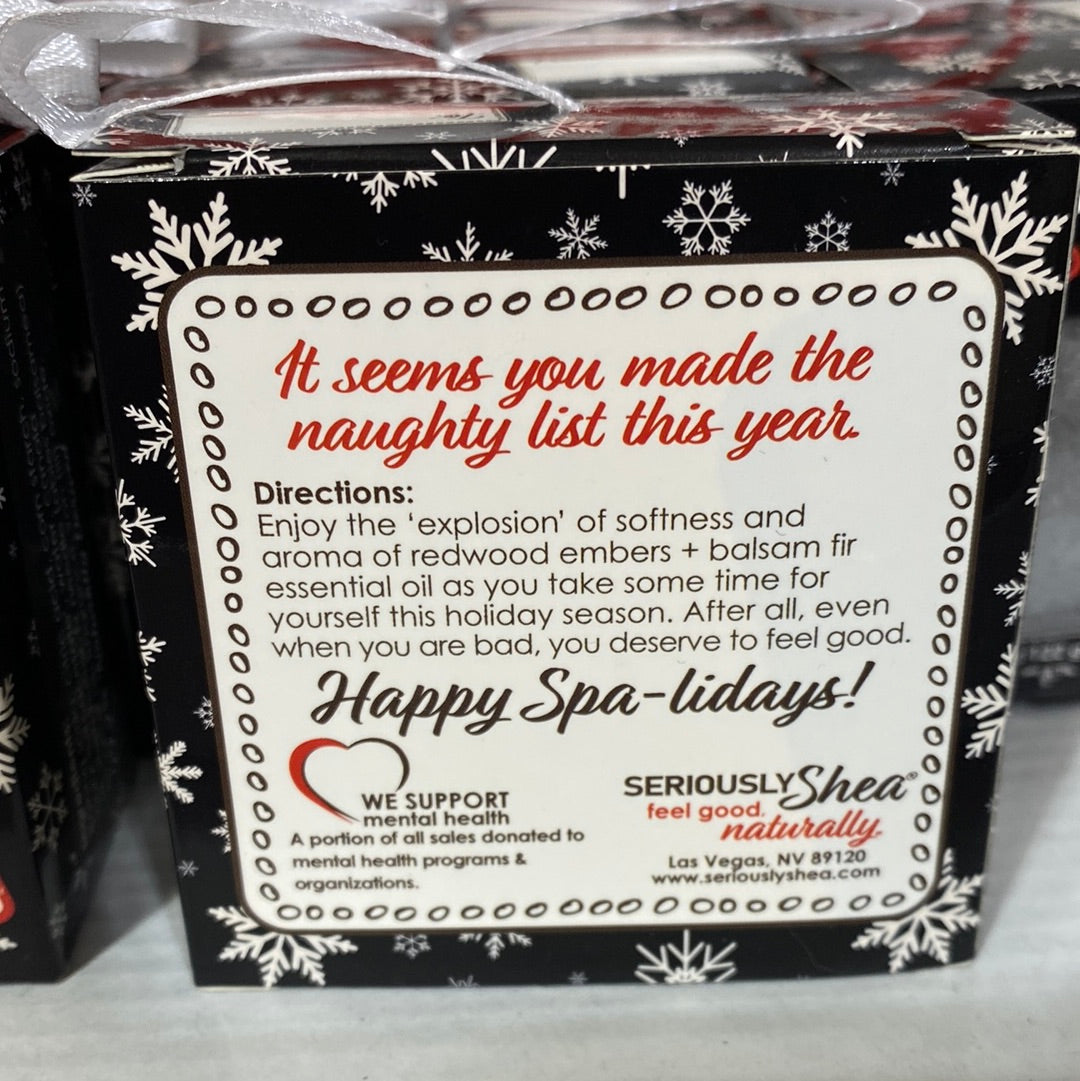 It seems you made the
naughty list this year.
Directions:
Enjoy the 'explosion' of softness and
aroma of redwood embers + balsam fir
essential oil as you take some time for
yourself this holiday season. After all, even
when you are bad, you deserve to feel good.
Happy Spa-lidays!
WE SUPPORT
mental health
A portion of all sales donated to
mental health programs &
organizations.
SERIOUSLY Shea®
feel good.
naturally.
Las Vegas, NV 89120
www.seriouslyshea.com